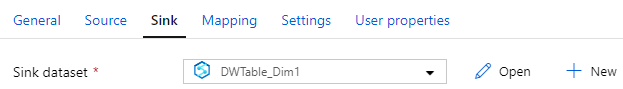 General Source Sink Mapping Settings User properties
Sink dataset * DWTable_Dim1 Open + New